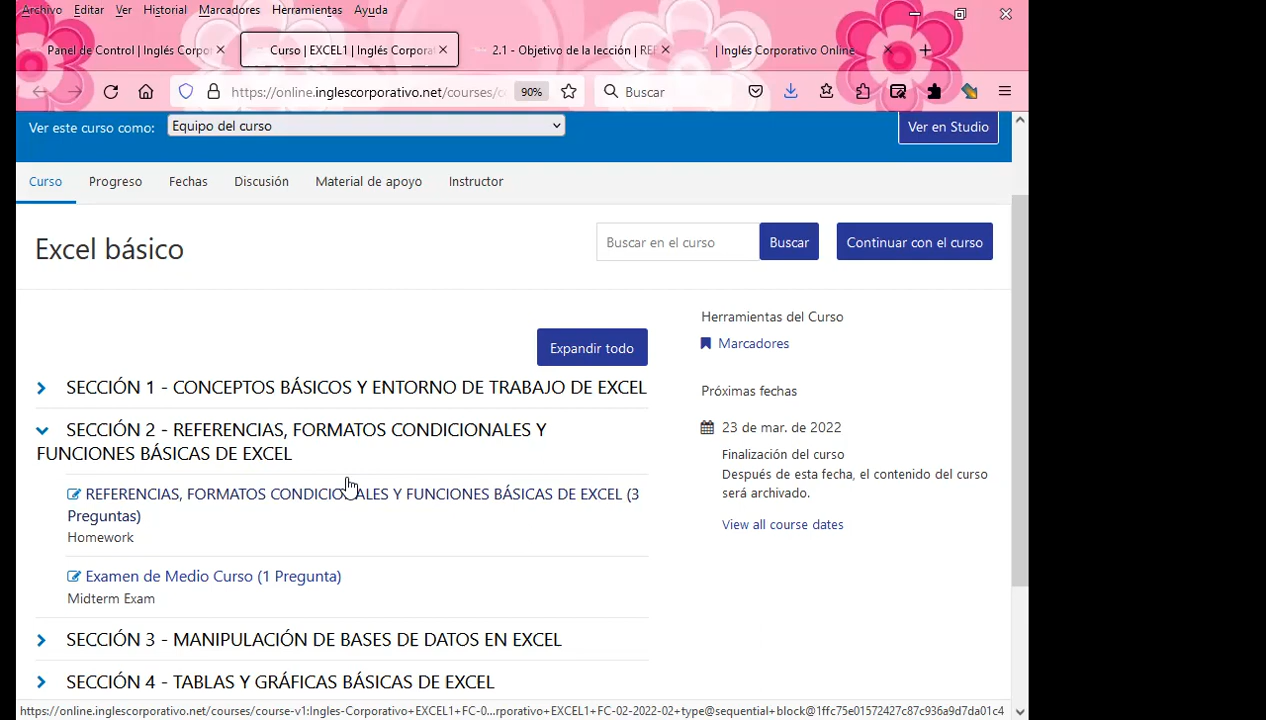 Archivo Editar Ver Historial Marcadores Herramientas Ayuda
Panel de Control | Inglés Corpo
Curso | EXCEL1 | Inglés Corpora
2.1 - Objetivo de la lección | REF
| Inglés Corporativo Online
https://online.inglescorporativo.net/courses/c
90%
Buscar
Ver este curso como:
Equipo del curso
Ver en Studio
Curso Progreso Fechas Discusión Material de apoyo Instructor
Excel básico
Buscar en el curso
Buscar
Continuar con el curso
Expandir todo
SECCIÓN 1 - CONCEPTOS BÁSICOS Y ENTORNO DE TRABAJO DE EXCEL
SECCIÓN 2 - REFERENCIAS, FORMATOS CONDICIONALES Y
FUNCIONES BÁSICAS DE EXCEL
REFERENCIAS, FORMATOS CONDICIONALES Y FUNCIONES BÁSICAS DE EXCEL (3
Preguntas)
Homework
Examen de Medio Curso (1 Pregunta)
Midterm Exam
SECCIÓN 3 - MANIPULACIÓN DE BASES DE DATOS EN EXCEL
SECCIÓN 4 - TABLAS Y GRÁFICAS BÁSICAS DE EXCEL
Herramientas del Curso
Marcadores
Próximas fechas
23 de mar. de 2022
Finalización del curso
Después de esta fecha, el contenido del curso
será archivado.
View all course dates
https://online.inglescorporativo.net/courses/course-v1:Ingles-Corporativo+EXCEL1+FC-0...rporativo+EXCEL1+FC-02-2022-02+type@sequential+block@1ffc75e01572427c87c936a9d7da01c4